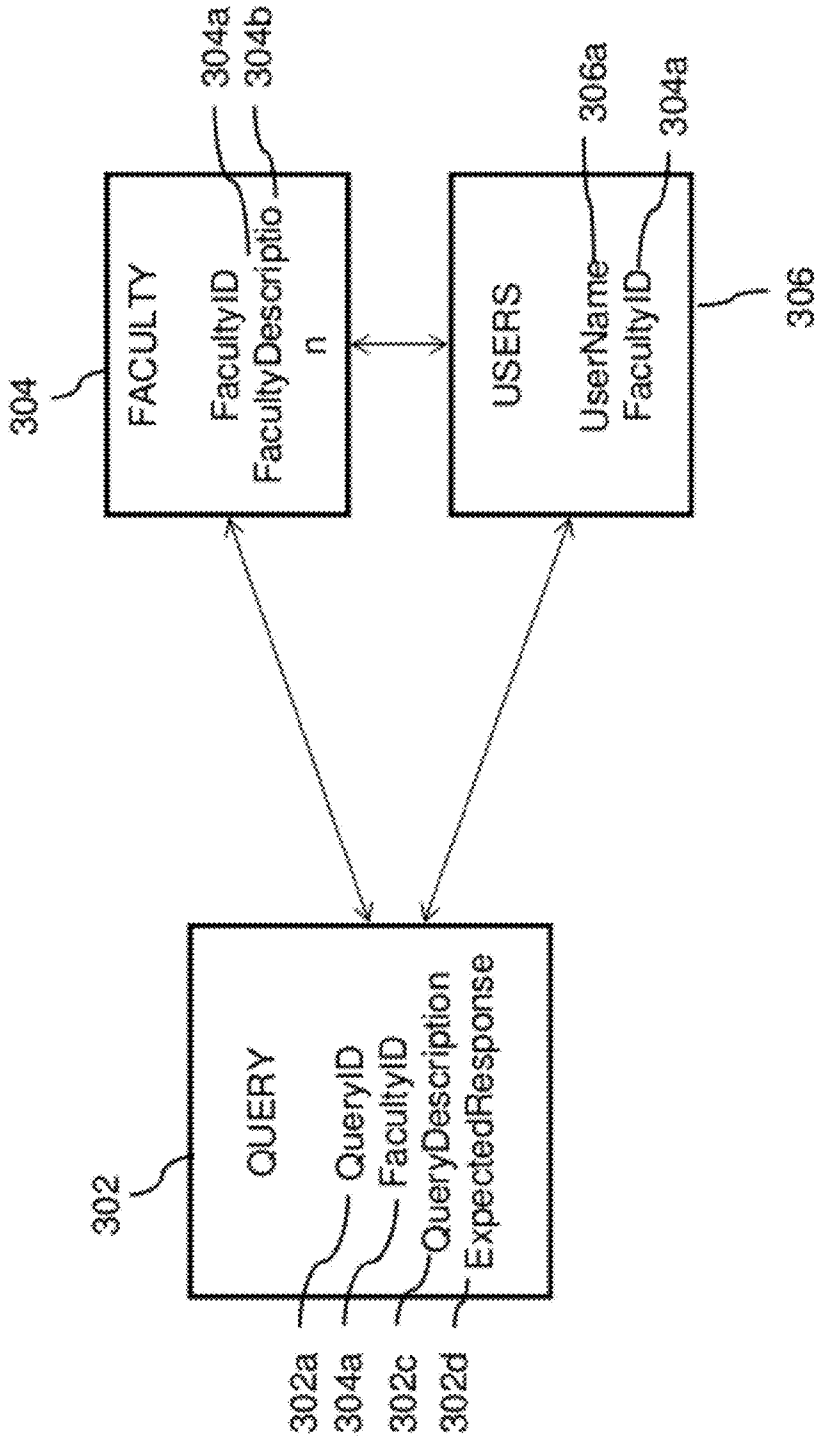 302
QUERY
302a
QueryID
304a
FacultyID
302c
QueryDescription
302d
ExpectedResponse
304
FACULTY
FacultyID
304a
FacultyDescriptio
n
304b
USERS
UserName
306a
FacultyID
304a
306